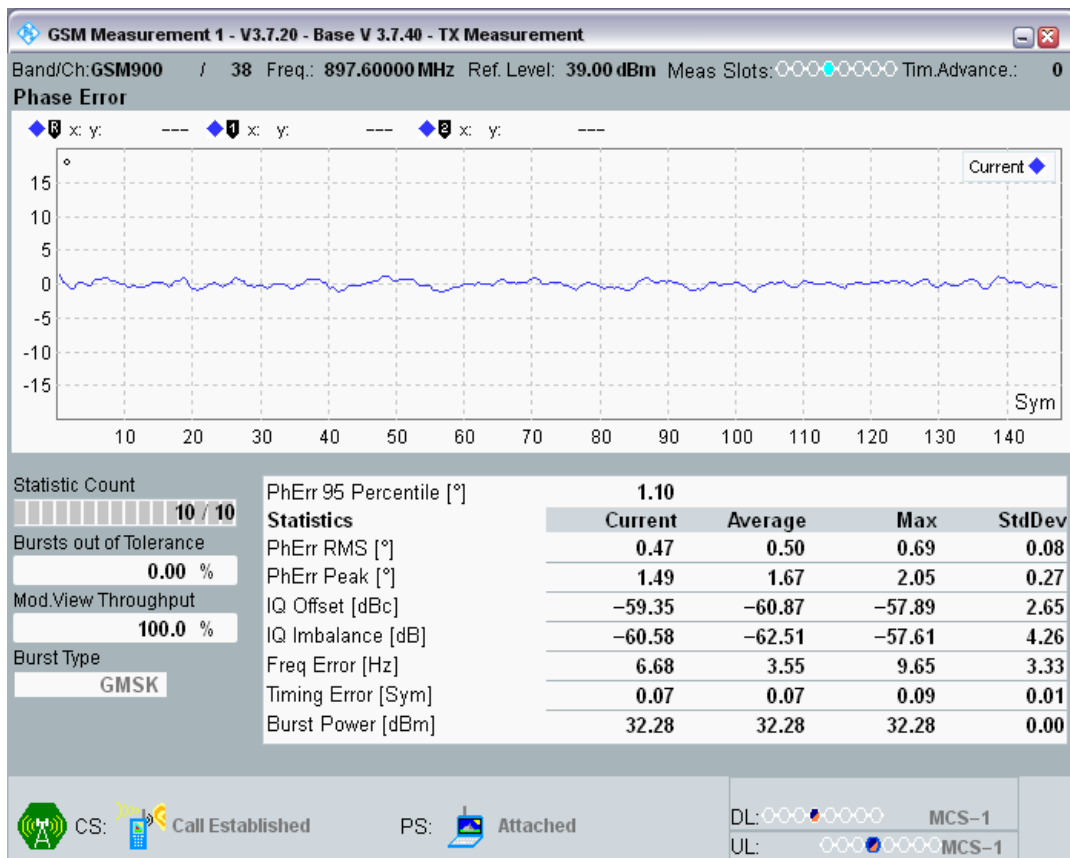 GSM Measurement 1 - V3.7.20 - Base V 3.7.40 - TX Measurement
Band/Ch:GSM900 / 38 Freq.: 897.60000 MHz Ref. Level: 39.00 dBm Meas Slots: Tim.Advance.: 0
Phase Error
R x: y: --- 1 x: y: --- 2 x: y: ---
°
Current
15
10
5
0
-5
-10
-15
Sym
10 20 30 40 50 60 70 80 90 100 110 120 130 140
Statistic Count
10 / 10
Bursts out of Tolerance
0.00 %
Mod.View Throughput
100.0 %
Burst Type
GMSK
PhErr 95 Percentile [°] 1.10
Statistics Current Average Max StdDev
PhErr RMS [°] 0.47 0.50 0.69 0.08
PhErr Peak [°] 1.49 1.67 2.05 0.27
IQ Offset [dBc] −59.35 −60.87 −57.89 2.65
IQ Imbalance [dB] −60.58 −62.51 −57.61 4.26
Freq Error [Hz] 6.68 3.55 9.65 3.33
Timing Error [Sym] 0.07 0.07 0.09 0.01
Burst Power [dBm] 32.28 32.28 32.28 0.00
CS: Call Established PS: Attached
DL: MCS−1
UL: MCS−1